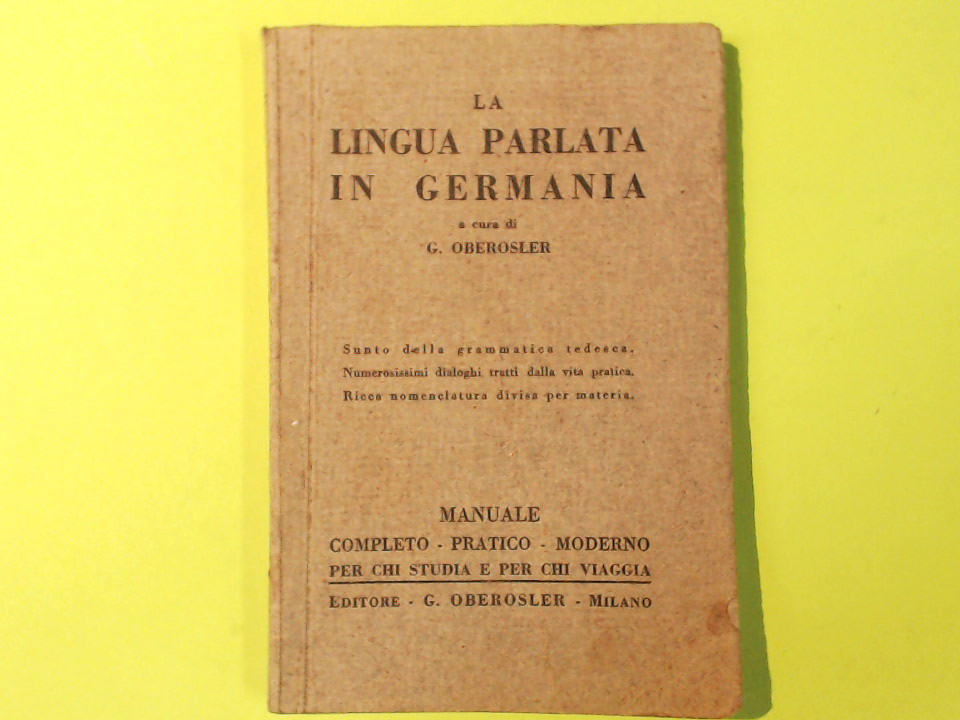 LA
LINGUA PARLATA
IN GERMANIA
a cura di
G. OBEROSLER
Sunto della grammatica tedesca.
Numerosissimi dialoghi tratti dalla vita pratica.
Ricca nomenclatura divisa per materia.
MANUALE
COMPLETO - PRATICO - MODERNO
PER CHI STUDIA E PER CHI VIAGGIA
EDITORE - G. OBEROSLER - MILANO